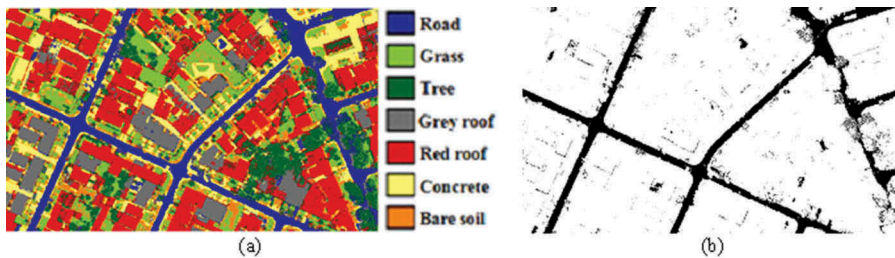 Road
Grass
Tree
Grey roof
Red roof
Concrete
Bare soil
(a)
(b)